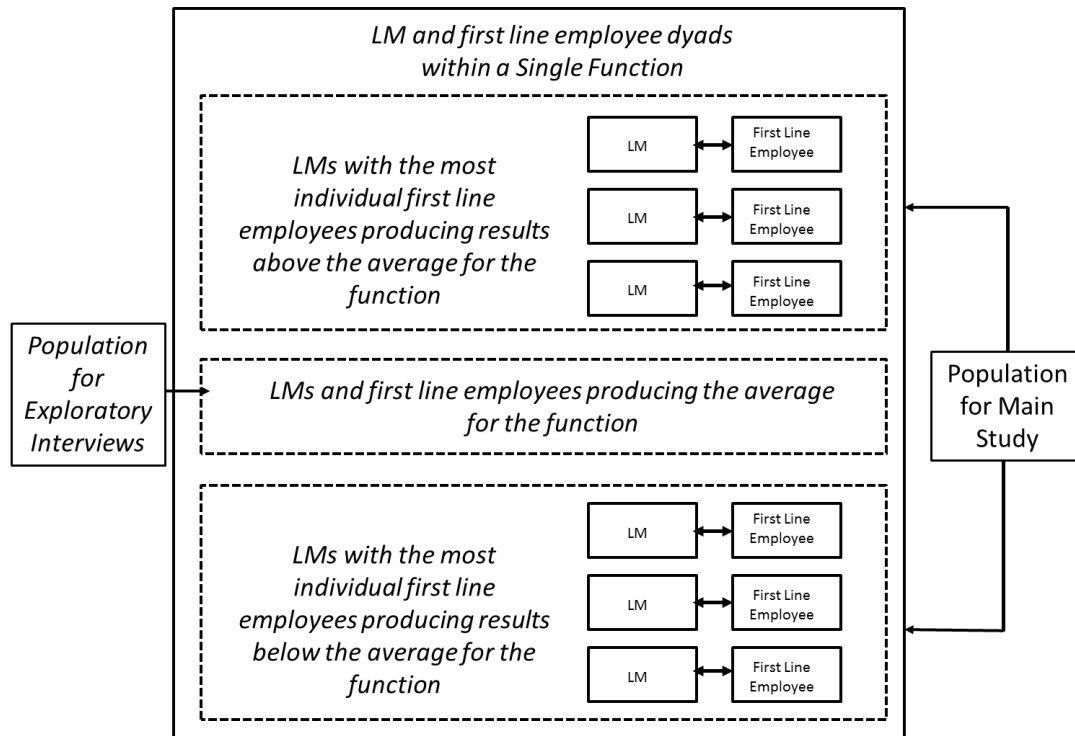 LM and first line employee dyads
within a Single Function
LMs with the most
individual first line
employees producing results
above the average for the
function
LM
First Line
Employee
LM
First Line
Employee
LM
First Line
Employee
Population
for
Exploratory
Interviews
LMs and first line employees producing the average
for the function
Population
for Main
Study
LMs with the most
individual first line
employees producing results
below the average for the
function
LM
First Line
Employee
LM
First Line
Employee
LM
First Line
Employee